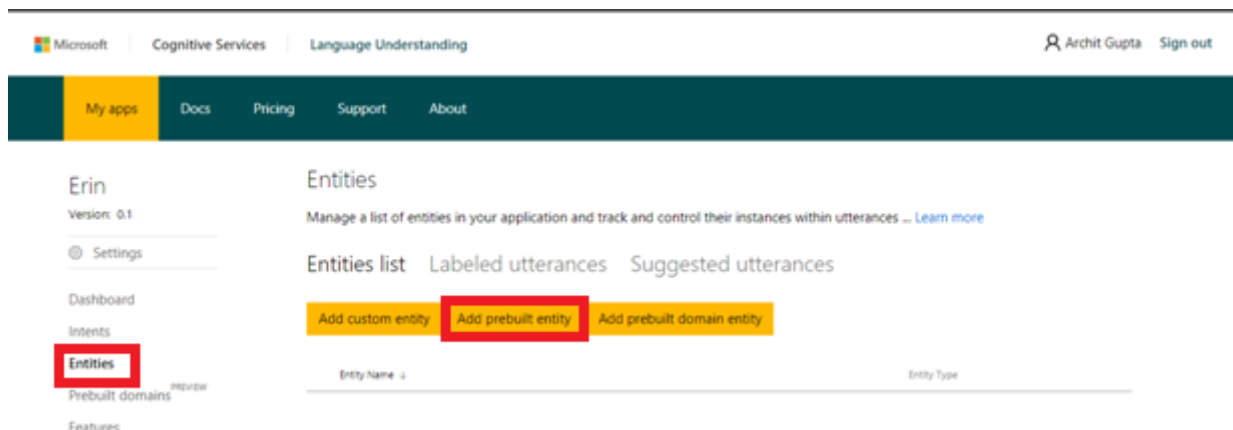 Microsoft Cognitive Services Language Understanding Archit Gupta Sign out
My apps Docs Pricing Support About
Erin
Version: 0.1
Settings
Dashboard
Intents
Entities
Prebuilt domains PREVIEW
Features
Entities
Manage a list of entities in your application and track and control their instances within utterances ... Learn more
Entities list Labeled utterances Suggested utterances
Add custom entity Add prebuilt entity Add prebuilt domain entity
Entity Name ↓ Entity Type